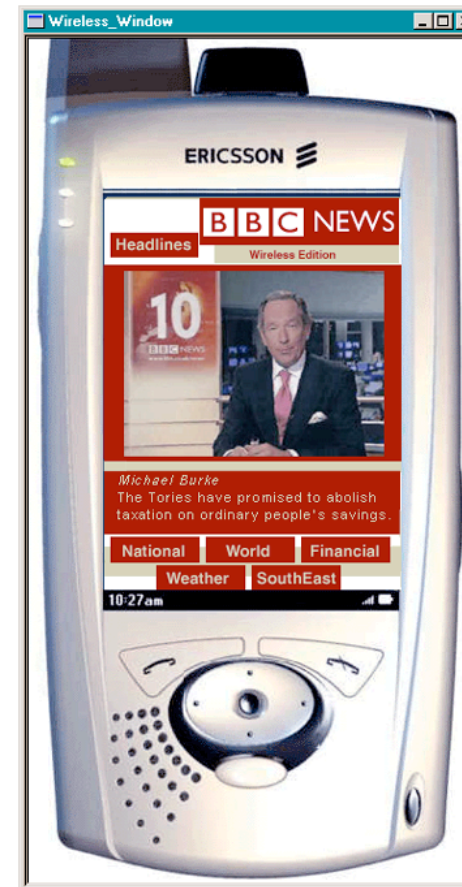 Wireless_Window
ERICSSON
BBC NEWS
Headlines
Wireless Edition
10
BBC NEWS
Michael Burke
The Tories have promised to abolish
taxation on ordinary people's savings.
National World Financial
Weather SouthEast
10:27am